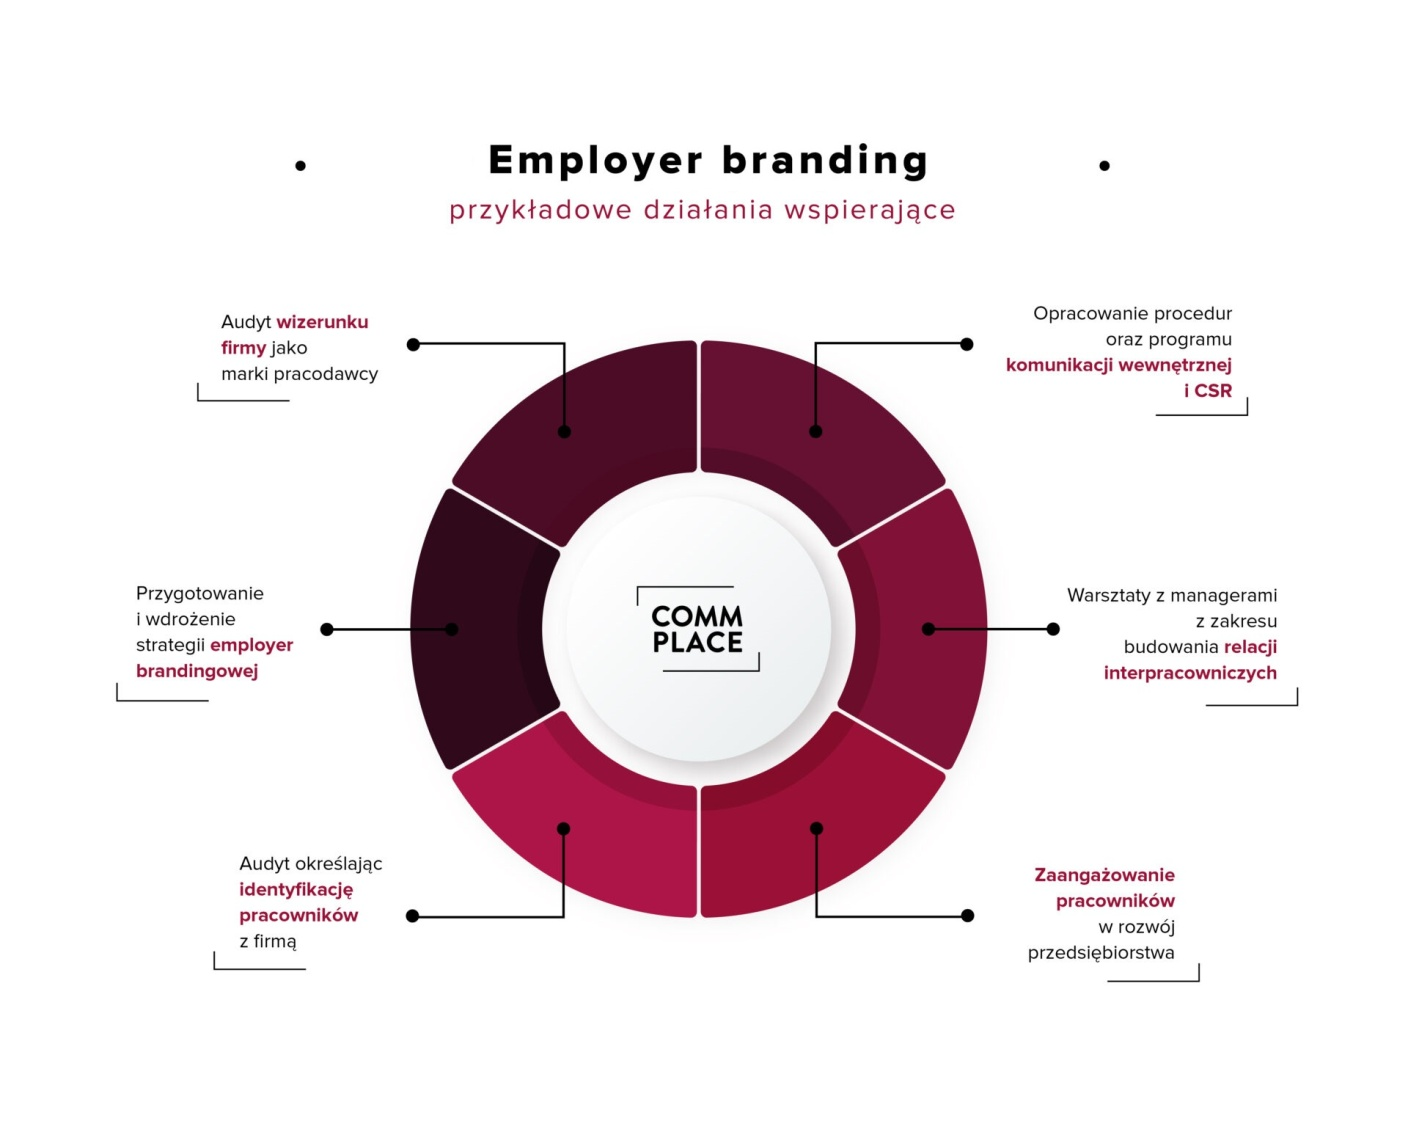 Employer branding
przykładowe działania wspierające
Audyt wizerunku
firmy jako
marki pracodawcy
Opracowanie procedur
oraz programu
komunikacji wewnętrznej
i CSR
Przygotowanie
i wdrożenie
strategii employer
brandingowej
COMM
PLACE
Warsztaty z managerami
z zakresu
budowania relacji
interpracowniczych
Audyt określając
identyfikację
pracowników
z firmą
Zaangażowanie
pracowników
w rozwój
przedsiębiorstwa